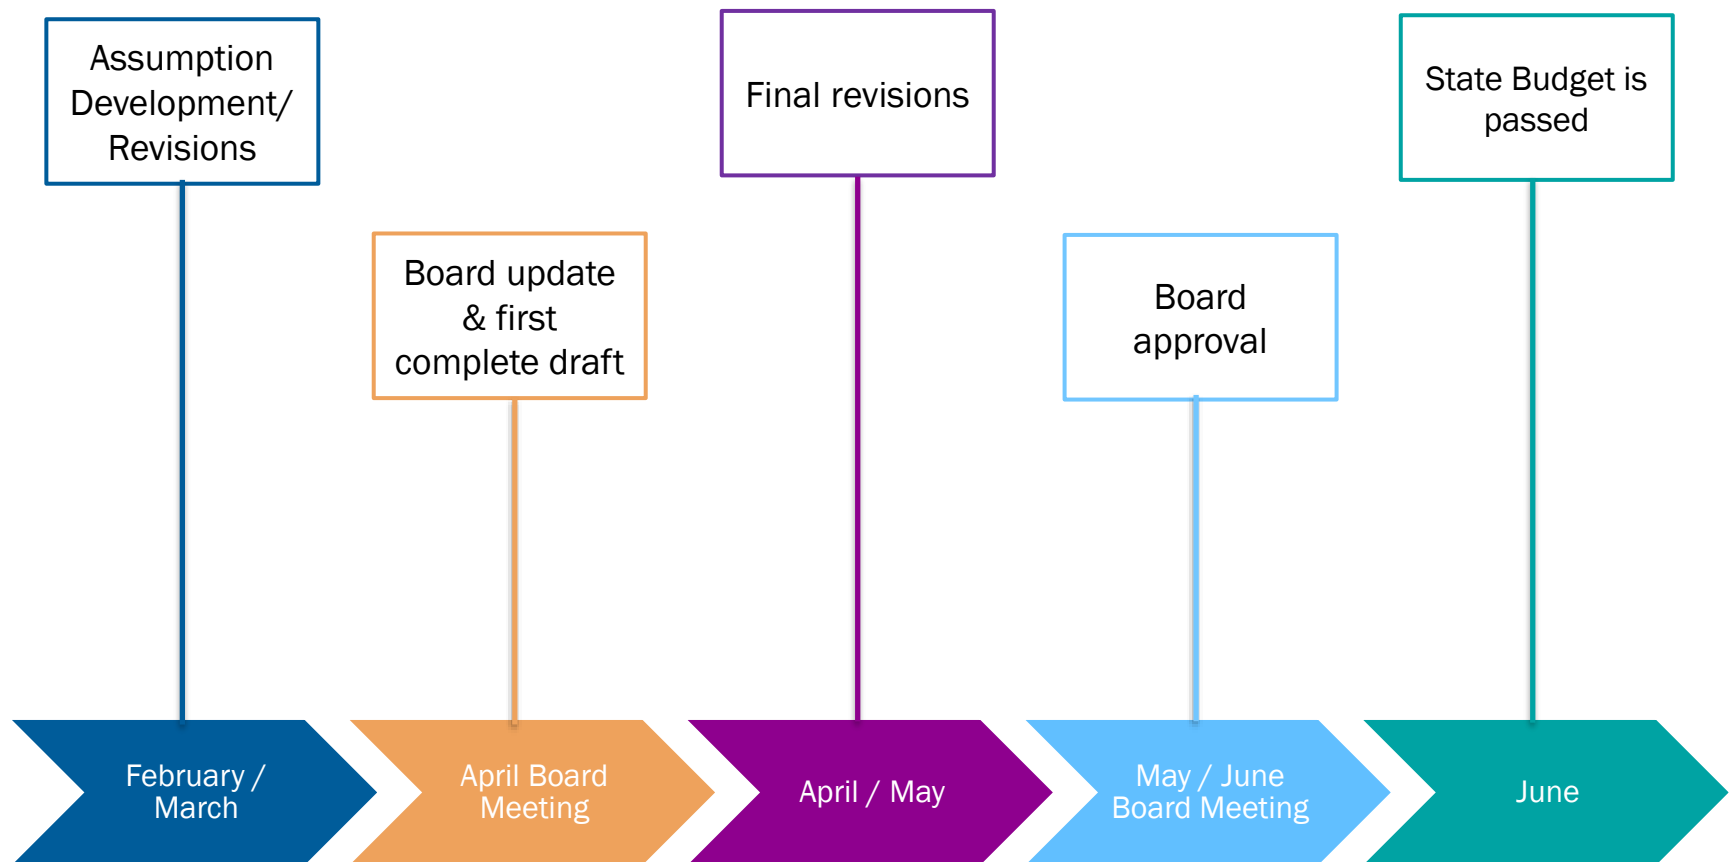 Assumption
Development/
Revisions
Final revisions
State Budget is
passed
Board update
& first
complete draft
Board
approval
February /
March
April Board
Meeting
April / May
May / June
Board Meeting
June